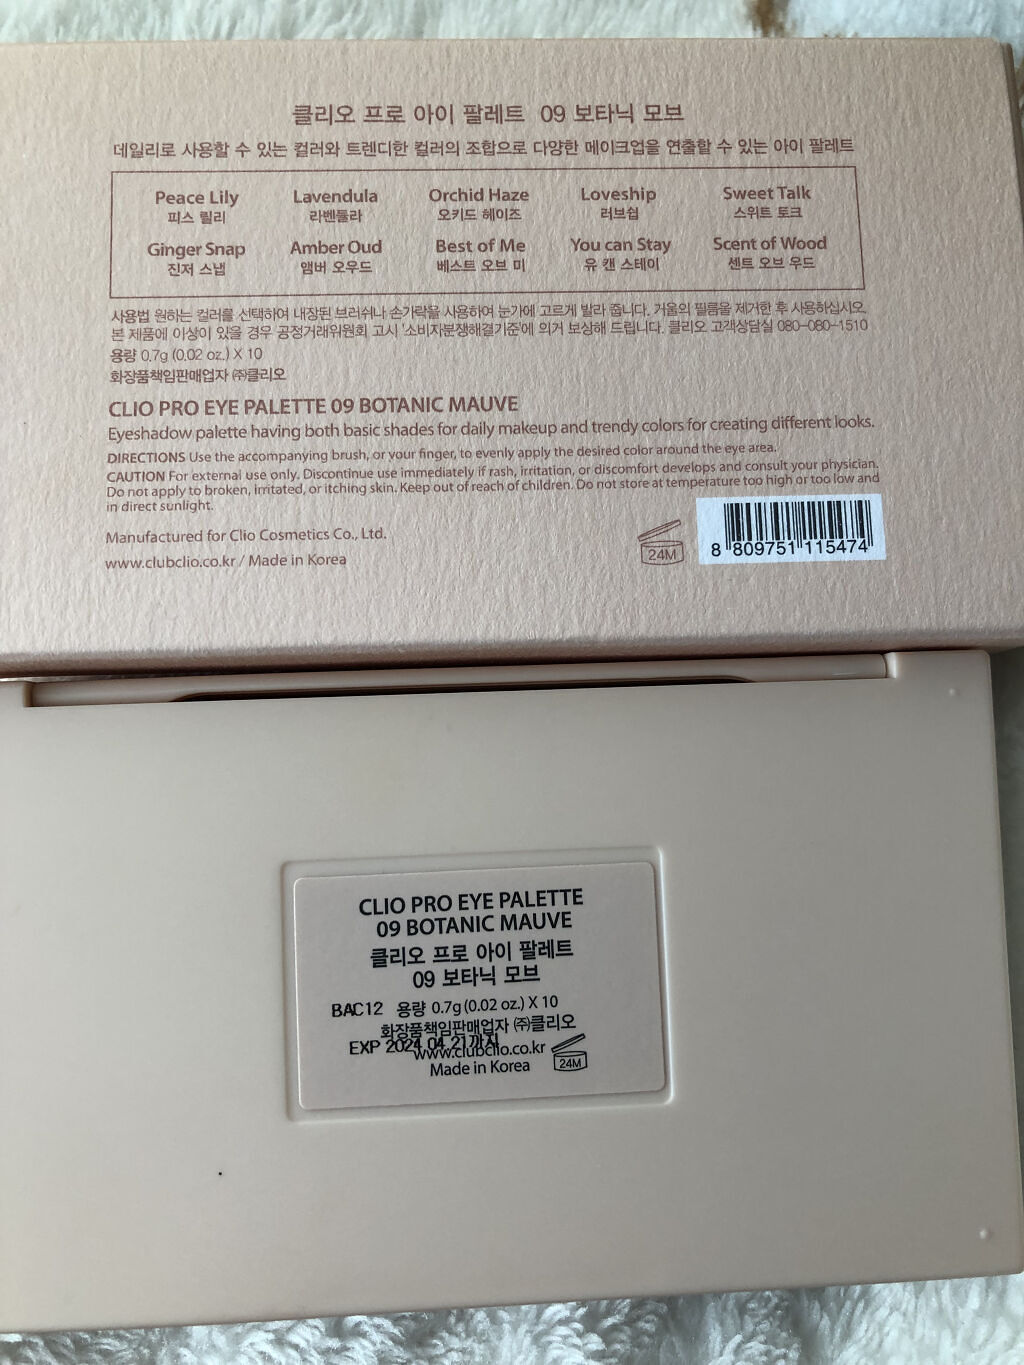 클리오 프로 아이 팔레트 09 보타닉 모브
데일리로 사용할 수 있는 컬러와 트렌디한 컬러의 조합으로 다양한 메이크업을 연출할 수 있는 아이 팔레트
Peace Lily Lavendula Orchid Haze Loveship Sweet Talk
피스 릴리 라벤둘라 오키드 헤이즈 러브쉽 스위트 토크
Ginger Snap Amber Oud Best of Me You can Stay Scent of Wood
진저 스냅 앰버 오우드 베스트 오브 미 유 캔 스테이 센트 오브 우드
사용법 원하는 컬러를 선택하여 내장된 브러쉬나 손가락을 사용하여 눈가에 고르게 발라 줍니다. 거울의 필름을 제거한 후 사용하십시오.
본 제품에 이상이 있을 경우 공정거래위원회 고시 '소비자분쟁해결기준'에 의거 보상해 드립니다. 클리오 고객상담실 080-080-1510
용량 0.7g (0.02 oz.) X 10
화장품책임판매업자 ㈜클리오
CLIO PRO EYE PALETTE 09 BOTANIC MAUVE
Eyeshadow palette having both basic shades for daily makeup and trendy colors for creating different looks.
DIRECTIONS Use the accompanying brush, or your finger, to evenly apply the desired color around the eye area.
CAUTION For external use only. Discontinue use immediately if rash, irritation, or discomfort develops and consult your physician.
Do not apply to broken, irritated, or itching skin. Keep out of reach of children. Do not store at temperature too high or too low and
in direct sunlight.
Manufactured for Clio Cosmetics Co., Ltd.
www.clubclio.co.kr / Made in Korea
24M
8 809751 115474
CLIO PRO EYE PALETTE
09 BOTANIC MAUVE
클리오 프로 아이 팔레트
09 보타닉 모브
BAC12 용량 0.7g (0.02 oz.) X 10
화장품책임판매업자 ㈜클리오
EXP 2024.04.21까지
www.clubclio.co.kr
Made in Korea
24M